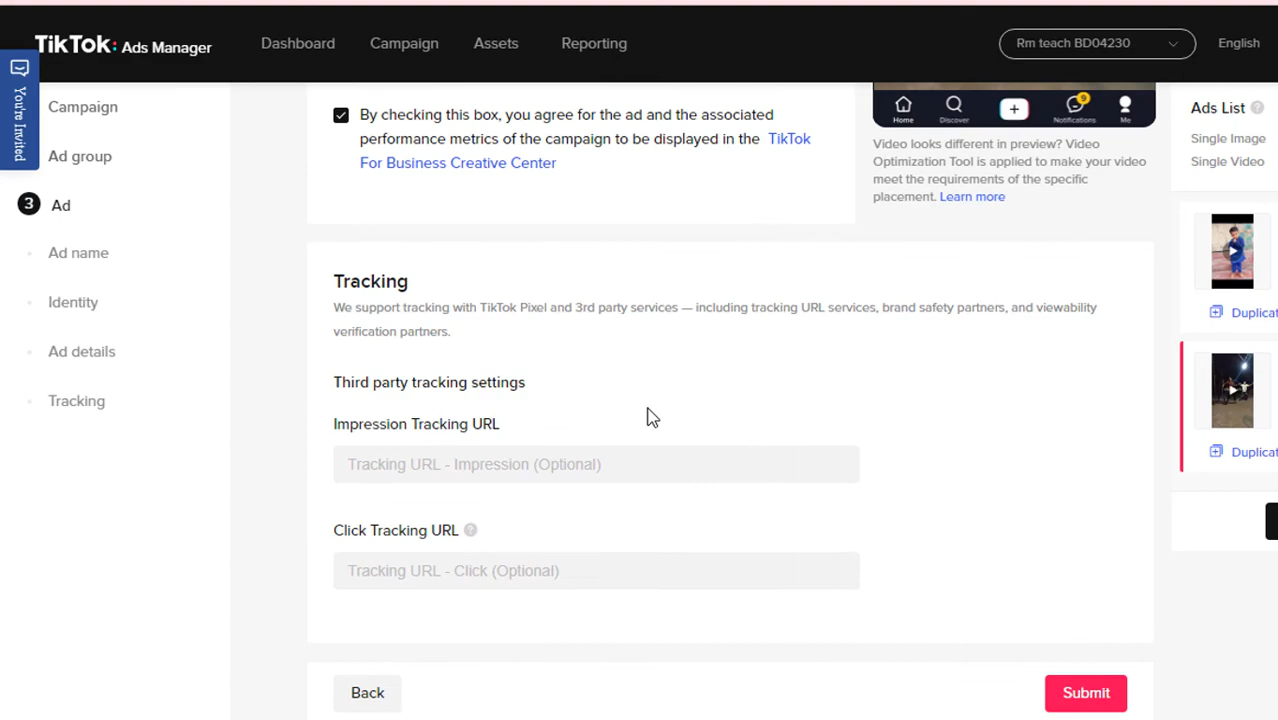 TikTok: Ads Manager
Dashboard
Campaign
Assets
Reporting
Rm teach BD04230
English
You're Invited
Campaign
Ad group
3 Ad
Ad name
Identity
Ad details
Tracking
By checking this box, you agree for the ad and the associated
performance metrics of the campaign to be displayed in the TikTok
For Business Creative Center
Home
Discover
9
Notifications
Me
Video looks different in preview? Video
Optimization Tool is applied to make your video
meet the requirements of the specific
placement. Learn more
Ads List ?
Single Image
Single Video
Duplicat
Duplicat
Tracking
We support tracking with TikTok Pixel and 3rd party services — including tracking URL services, brand safety partners, and viewability
verification partners.
Third party tracking settings
Impression Tracking URL
Tracking URL - Impression (Optional)
Click Tracking URL ?
Tracking URL - Click (Optional)
Back
Submit